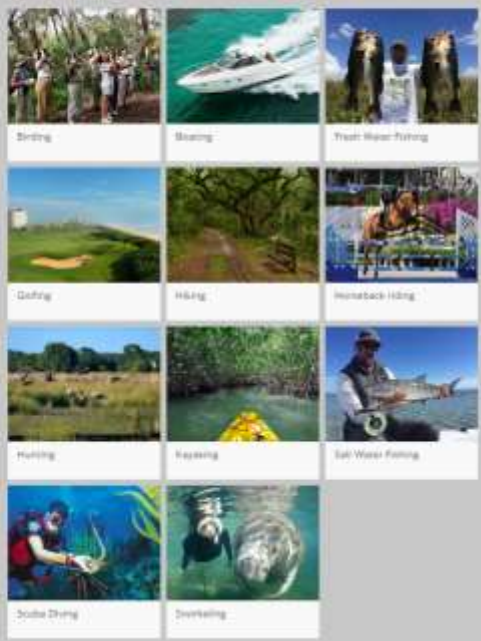 Birding
Boating
Fresh Water Fishing
Golfing
Hiking
Horseback riding
Hunting
Kayaking
Salt Water Fishing
Scuba Diving
Snorkeling